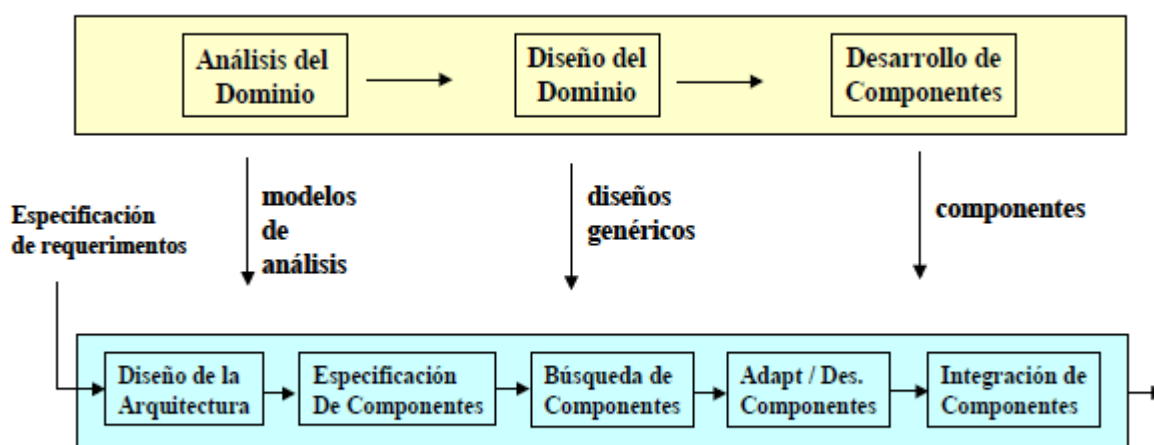 Análisis del
Dominio
Diseño del
Dominio
Desarrollo de
Componentes
modelos
de
análisis
diseños
genéricos
componentes
Especificación
de requerimentos
Diseño de la
Arquitectura
Especificación
De Componentes
Búsqueda de
Componentes
Adapt / Des.
Componentes
Integración de
Componentes